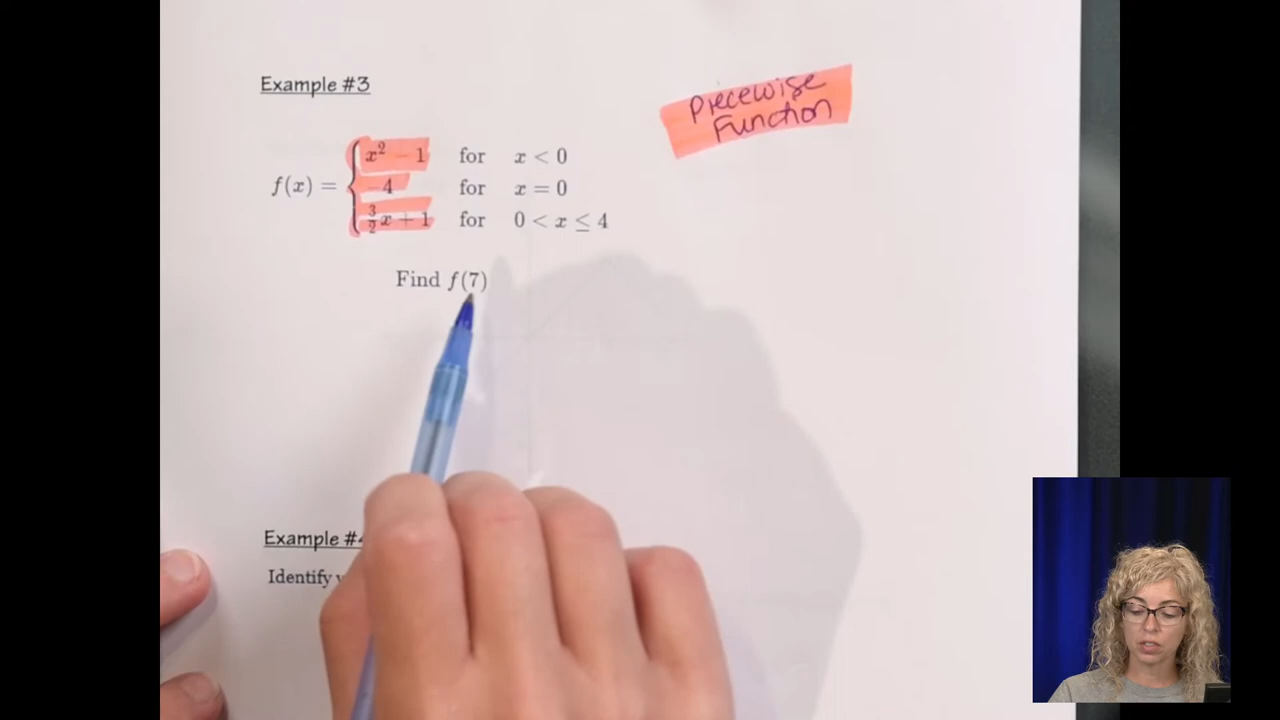 Example #3
Piecewise
Function
f(x) = { x² − 1 for x < 0
−4 for x = 0
3/2 x + 1 for 0 < x ≤ 4
Find f(7)
Example #
Identify